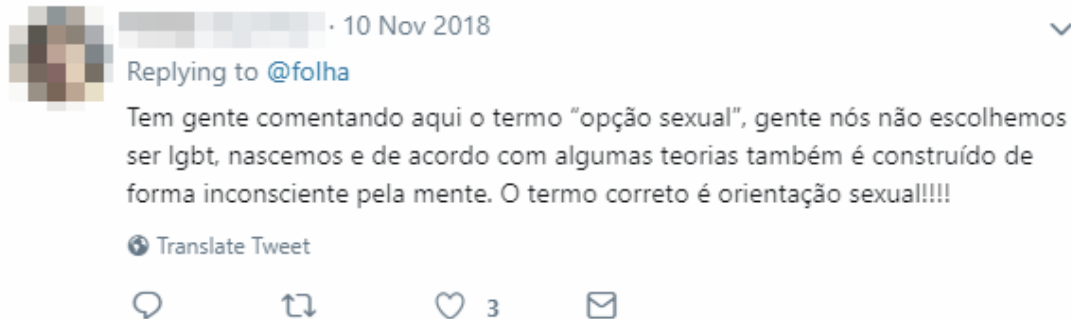 · 10 Nov 2018
Replying to @folha
Tem gente comentando aqui o termo "opção sexual", gente nós não escolhemos
ser lgbt, nascemos e de acordo com algumas teorias também é construído de
forma inconsciente pela mente. O termo correto é orientação sexual!!!!
Translate Tweet
3